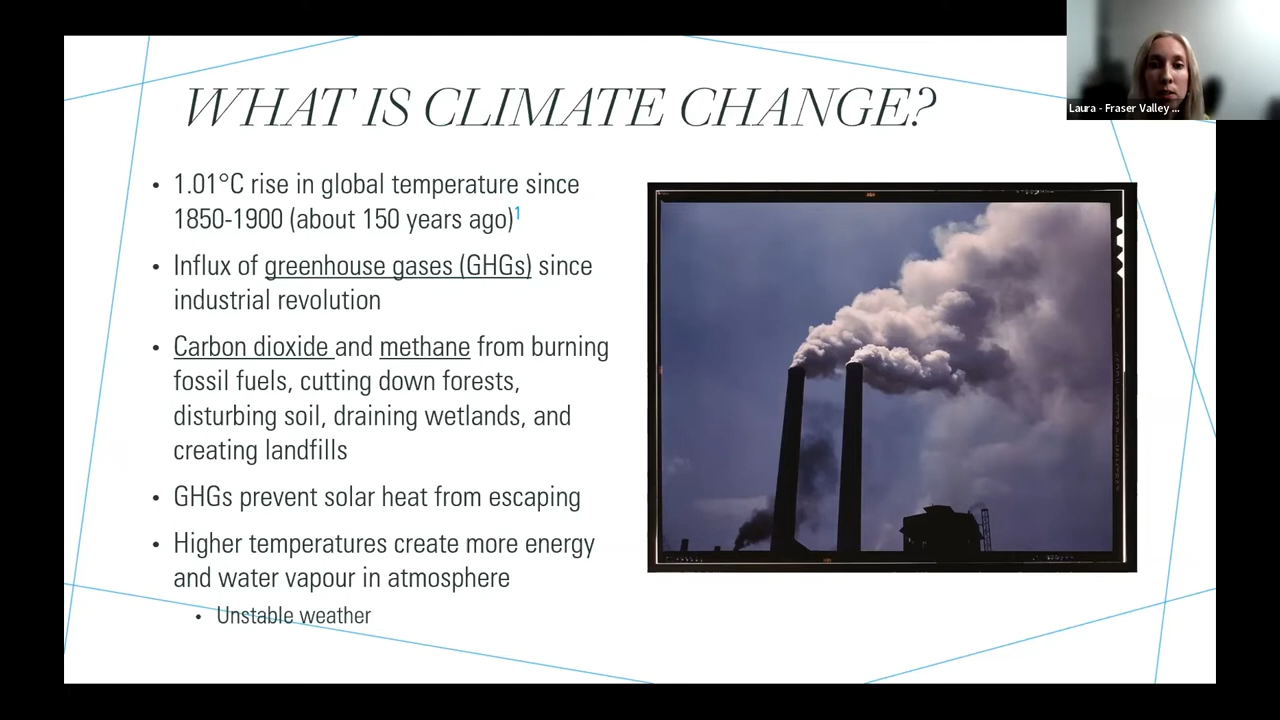 WHAT IS CLIMATE CHANGE?
Laura - Fraser Valley ...
• 1.01°C rise in global temperature since
1850-1900 (about 150 years ago)1
• Influx of greenhouse gases (GHGs) since
industrial revolution
• Carbon dioxide and methane from burning
fossil fuels, cutting down forests,
disturbing soil, draining wetlands, and
creating landfills
• GHGs prevent solar heat from escaping
• Higher temperatures create more energy
and water vapour in atmosphere
• Unstable weather